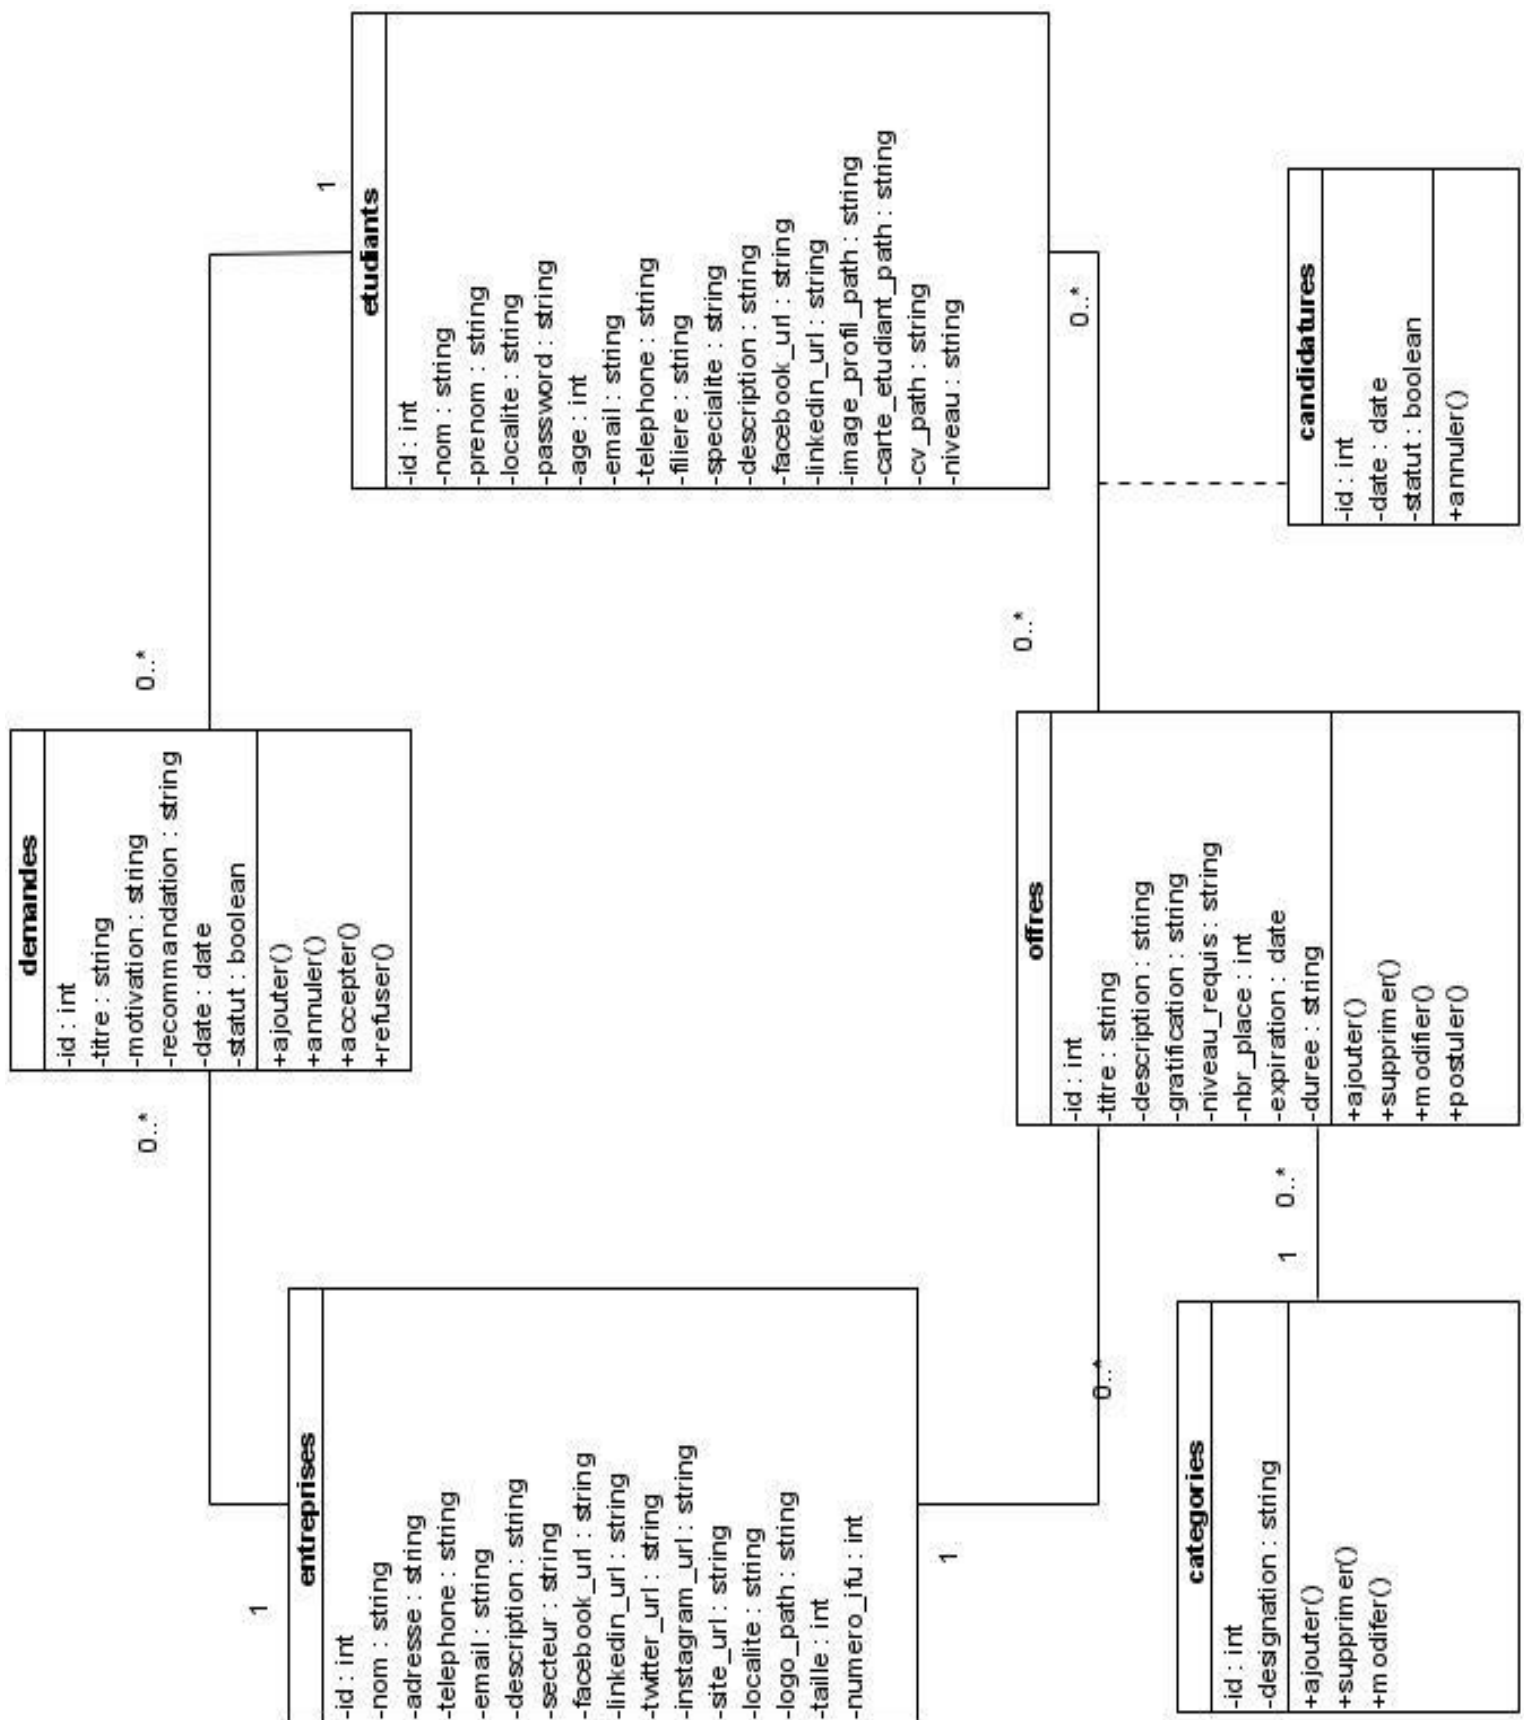 entreprises
-id : int
-nom : string
-adresse : string
-telephone : string
-email : string
-description : string
-secteur : string
-facebook_url : string
-linkedin_url : string
-twitter_url : string
-instagram_url : string
-site_url : string
-localite : string
-logo_path : string
-taille : int
-numero_ifu : int
1
0..*
demandes
-id : int
-titre : string
-motivation : string
-recommandation : string
-date : date
-statut : boolean
+ajouter()
+annuler()
+accepter()
+refuser()
0..*
1
etudiants
-id : int
-nom : string
-prenom : string
-localite : string
-password : string
-age : int
-email : string
-telephone : string
-filiere : string
-specialite : string
-description : string
-facebook_url : string
-linkedin_url : string
-image_profil_path : string
-carte_etudiant_path : string
-cv_path : string
-niveau : string
1
0..*
offres
-id : int
-titre : string
-description : string
-gratification : string
-niveau_requis : string
-nbr_place : int
-expiration : date
-duree : string
+ajouter()
+supprimer()
+modifier()
+postuler()
0..*
0..*
categories
-id : int
-designation : string
+ajouter()
+supprimer()
+modifer()
1
0..*
candidatures
-id : int
-date : date
-statut : boolean
+annuler()